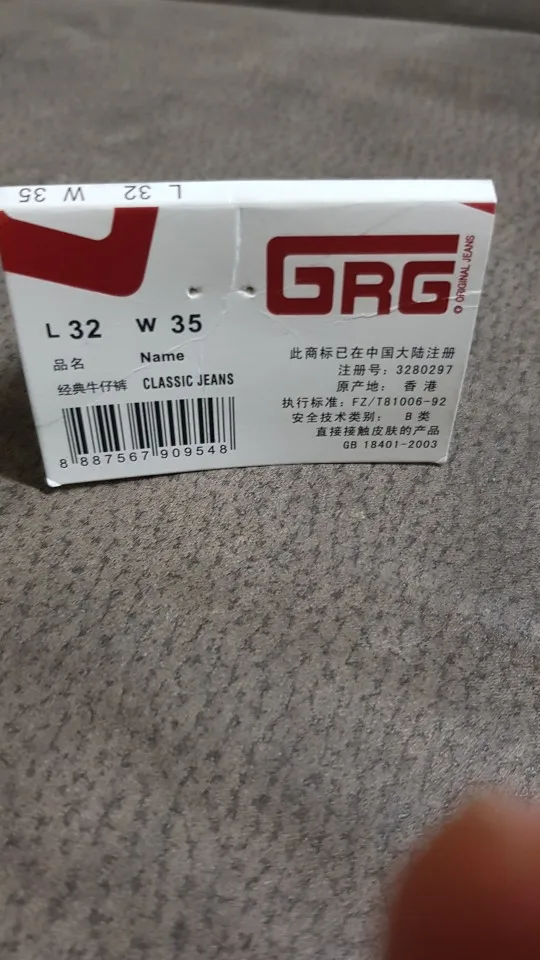 L 32 W 35
GRG
© ORIGINAL JEANS
L 32 W 35
品名 Name
经典牛仔裤 CLASSIC JEANS
8 887567 909548
此商标已在中国大陆注册
注册号：3280297
原产地： 香港
执行标准：FZ/T81006-92
安全技术类别： B 类
直接接触皮肤的产品
GB 18401-2003